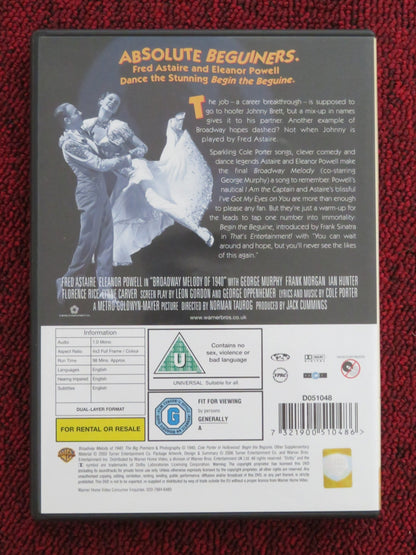 ABSOLUTE BEGUINERS.
Fred Astaire and Eleanor Powell
Dance the Stunning Begin the Beguine.
The job – a career breakthrough – is supposed to
go to hoofer Johnny Brett, but a mix-up in names
gives it to his partner. Another example of
Broadway hopes dashed? Not when Johnny is
played by Fred Astaire.
Sparkling Cole Porter songs, clever comedy and
dance legends Astaire and Eleanor Powell make
the final Broadway Melody (co-starring
George Murphy) a song to remember. Powell's
nautical I Am the Captain and Astaire's blissful
I've Got My Eyes on You are more than enough
to please any fan. But they're just a warm-up for
the leads to tap one number into immortality:
Begin the Beguine, introduced by Frank Sinatra
in That's Entertainment! with "You can wait
around and hope, but you'll never see the likes
of this again."
FRED ASTAIRE ELEANOR POWELL IN "BROADWAY MELODY OF 1940" WITH GEORGE MURPHY FRANK MORGAN IAN HUNTER
FLORENCE RICE LYNNE CARVER SCREEN PLAY BY LEON GORDON AND GEORGE OPPENHEIMER LYRICS AND MUSIC BY COLE PORTER
A METRO GOLDWYN-MAYER PICTURE DIRECTED BY NORMAN TAUROG PRODUCED BY JACK CUMMINGS
www.warnerbros.co.uk
Information
Audio 1.0 Mono
Aspect Ratio 4x3 Full Frame / Colour
Run Time 98 Mins. Approx.
Languages English
Hearing Impaired English
Subtitles English
DUAL-LAYER FORMAT
FOR RENTAL OR RESALE
U
UNIVERSAL Suitable for all
Contains no
sex, violence or
bad language
G
FIT FOR VIEWING
by persons
GENERALLY
A
D051048
7 321900 510486 >